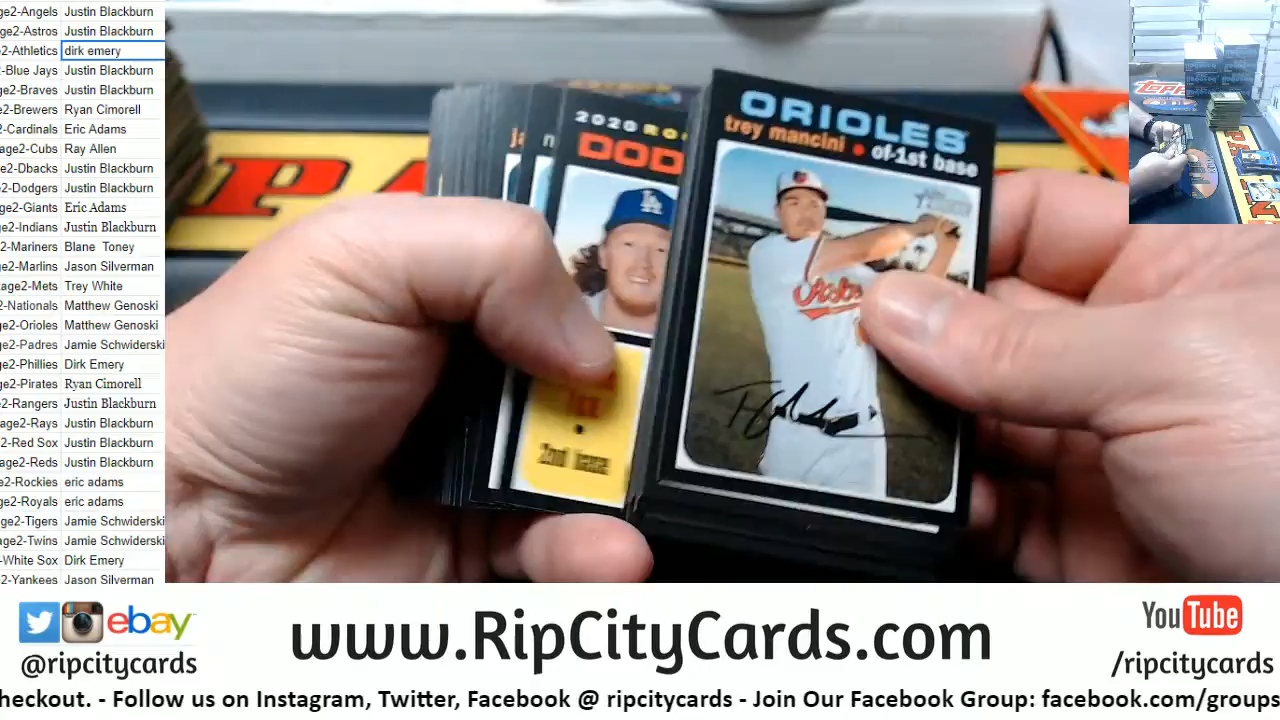 ge2-Angels Justin Blackburn
ge2-Astros Justin Blackburn
2-Athletics dirk emery
2-Blue Jays Justin Blackburn
e2-Braves Justin Blackburn
2-Brewers Ryan Cimorell
-Cardinals Eric Adams
age2-Cubs Ray Allen
e2-Dbacks Justin Blackburn
2-Dodgers Justin Blackburn
ge2-Giants Eric Adams
e2-Indians Justin Blackburn
2-Mariners Blane Toney
e2-Marlins Jason Silverman
age2-Mets Trey White
2-Nationals Matthew Genoski
e2-Orioles Matthew Genoski
e2-Padres Jamie Schwiderski
e2-Phillies Dirk Emery
ge2-Pirates Ryan Cimorell
e2-Rangers Justin Blackburn
age2-Rays Justin Blackburn
2-Red Sox Justin Blackburn
age2-Reds Justin Blackburn
e2-Rockies eric adams
e2-Royals eric adams
ge2-Tigers Jamie Schwiderski
ge2-Twins Jamie Schwiderski
-White Sox Dirk Emery
2-Yankees Jason Silverman
2020 RO
DOD
2nd base
ORIOLES
trey mancini • of-1st base
ebay
@ripcitycards
www.RipCityCards.com
YouTube
/ripcitycards
heckout. - Follow us on Instagram, Twitter, Facebook @ ripcitycards - Join Our Facebook Group: facebook.com/groups